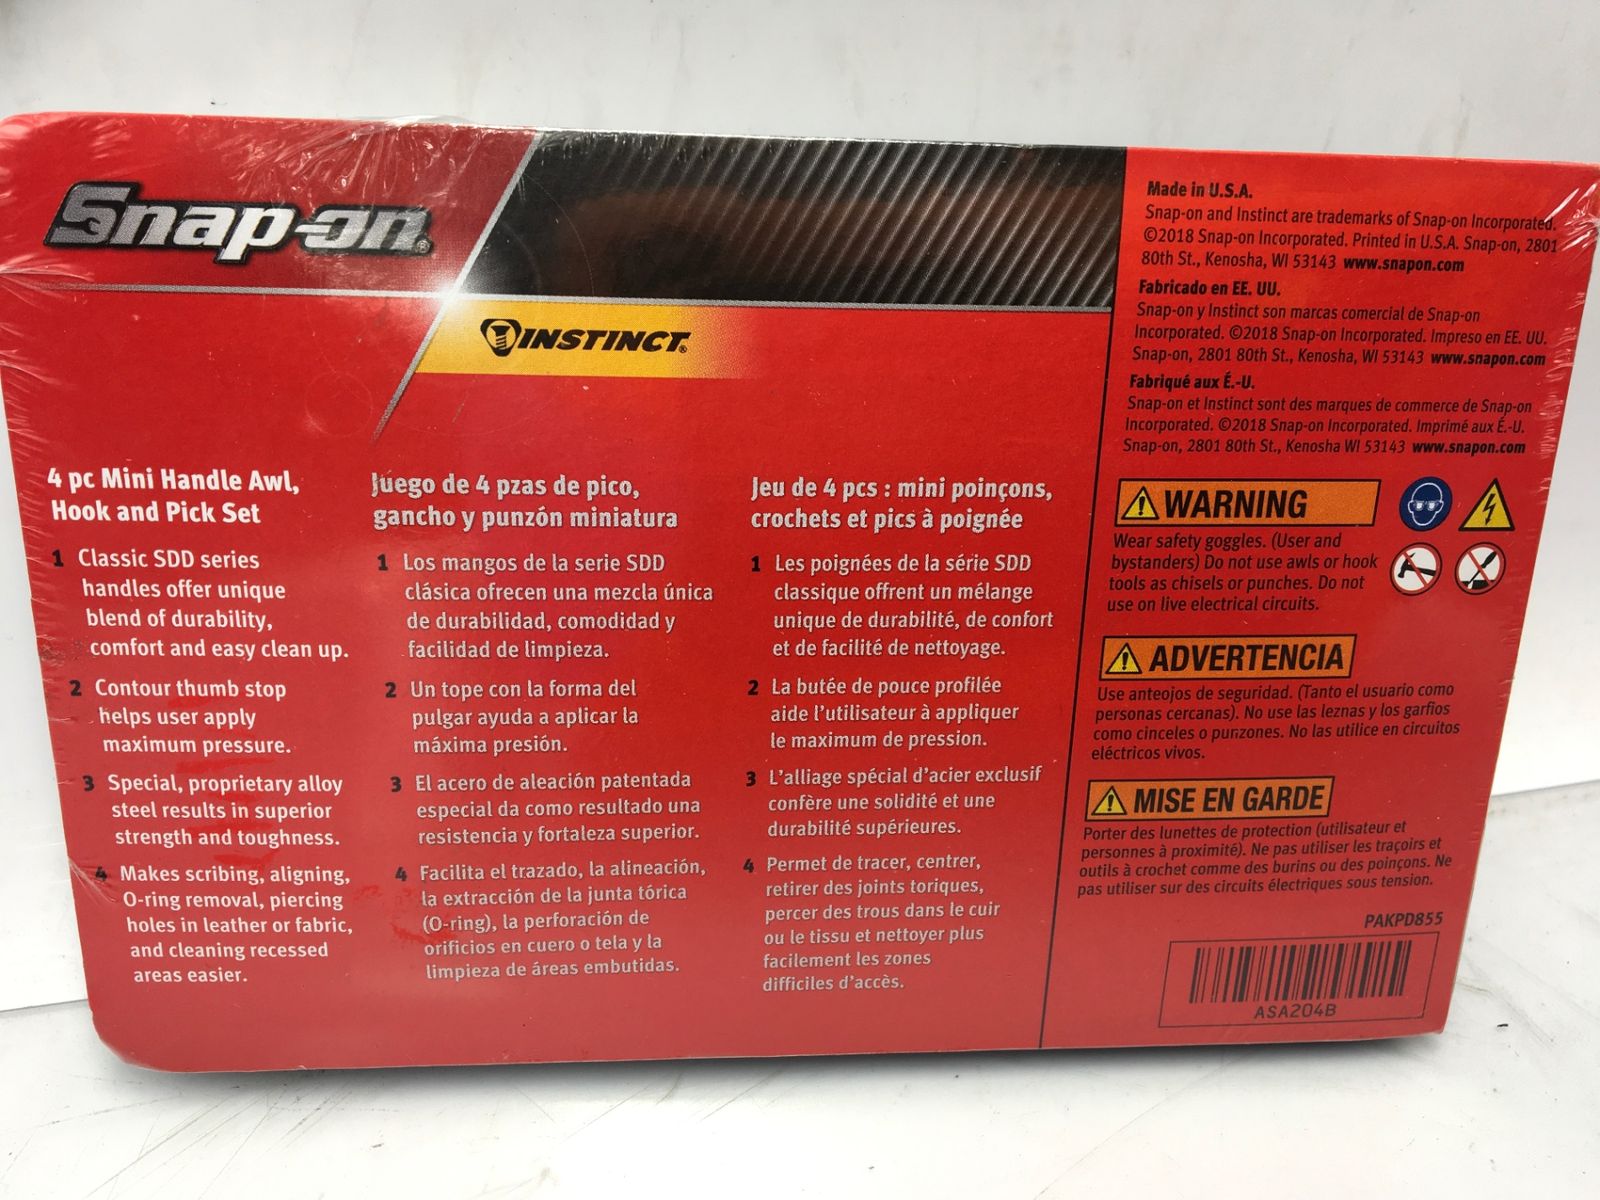 Snap-on®
INSTINCT®
4 pc Mini Handle Awl,
Hook and Pick Set
1 Classic SDD series
handles offer unique
blend of durability,
comfort and easy clean up.
2 Contour thumb stop
helps user apply
maximum pressure.
3 Special, proprietary alloy
steel results in superior
strength and toughness.
4 Makes scribing, aligning,
O-ring removal, piercing
holes in leather or fabric,
and cleaning recessed
areas easier.
Juego de 4 pzas de pico,
gancho y punzón miniatura
1 Los mangos de la serie SDD
clásica ofrecen una mezcla única
de durabilidad, comodidad y
facilidad de limpieza.
2 Un tope con la forma del
pulgar ayuda a aplicar la
máxima presión.
3 El acero de aleación patentada
especial da como resultado una
resistencia y fortaleza superior.
4 Facilita el trazado, la alineación,
la extracción de la junta tórica
(O-ring), la perforación de
orificios en cuero o tela y la
limpieza de áreas embutidas.
Jeu de 4 pcs : mini poinçons,
crochets et pics à poignée
1 Les poignées de la série SDD
classique offrent un mélange
unique de durabilité, de confort
et de facilité de nettoyage.
2 La butée de pouce profilée
aide l'utilisateur à appliquer
le maximum de pression.
3 L'alliage spécial d'acier exclusif
confère une solidité et une
durabilité supérieures.
4 Permet de tracer, centrer,
retirer des joints toriques,
percer des trous dans le cuir
ou le tissu et nettoyer plus
facilement les zones
difficiles d'accès.
Made in U.S.A.
Snap-on and Instinct are trademarks of Snap-on Incorporated.
©2018 Snap-on Incorporated. Printed in U.S.A. Snap-on, 2801
80th St., Kenosha, WI 53143 www.snapon.com
Fabricado en EE. UU.
Snap-on y Instinct son marcas comercial de Snap-on
Incorporated. ©2018 Snap-on Incorporated. Impreso en EE. UU.
Snap-on, 2801 80th St., Kenosha, WI 53143 www.snapon.com
Fabriqué aux É.-U.
Snap-on et Instinct sont des marques de commerce de Snap-on
Incorporated. ©2018 Snap-on Incorporated. Imprimé aux É.-U.
Snap-on, 2801 80th St., Kenosha WI 53143 www.snapon.com
WARNING
Wear safety goggles. (User and
bystanders) Do not use awls or hook
tools as chisels or punches. Do not
use on live electrical circuits.
ADVERTENCIA
Use anteojos de seguridad. (Tanto el usuario como
personas cercanas). No use las leznas y los garfios
como cinceles o punzones. No las utilice en circuitos
eléctricos vivos.
MISE EN GARDE
Porter des lunettes de protection (utilisateur et
personnes à proximité). Ne pas utiliser les traçoirs et
outils à crochet comme des burins ou des poinçons. Ne
pas utiliser sur des circuits électriques sous tension.
PAKPD855
ASA204B